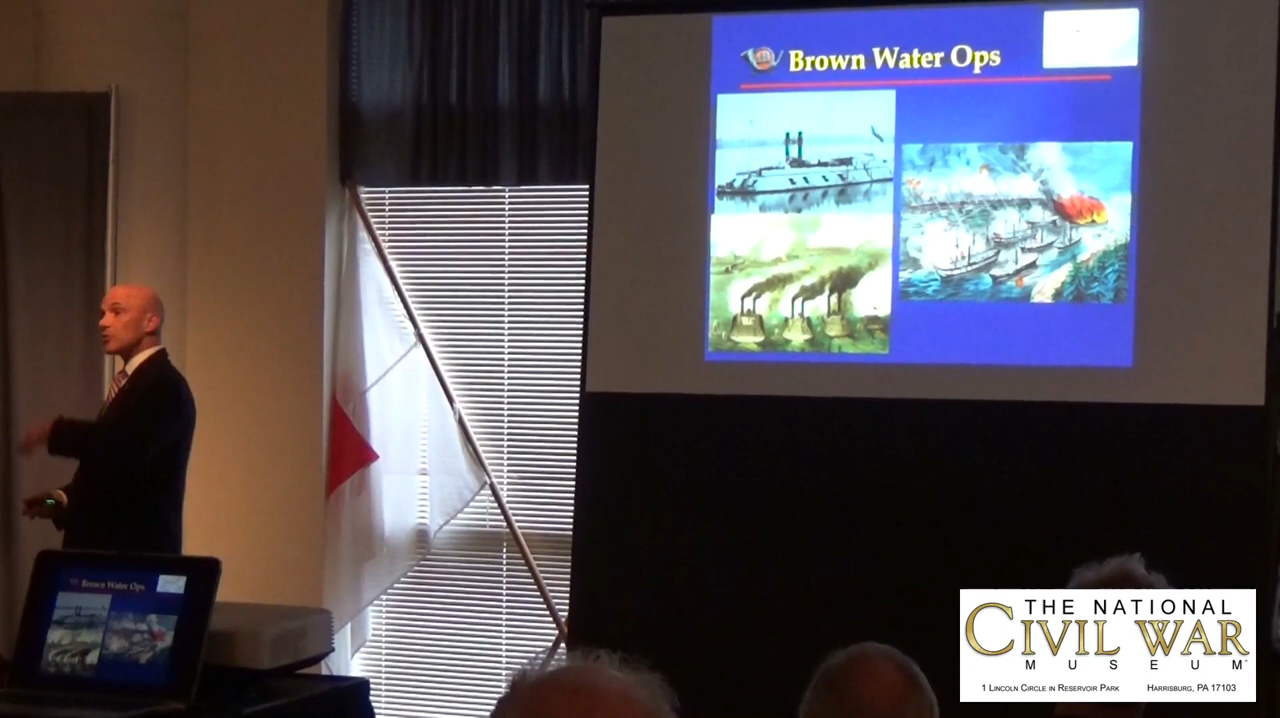 Brown Water Ops
Brown Water Ops
THE NATIONAL
CIVIL WAR
MUSEUM
1 LINCOLN CIRCLE IN RESERVOIR PARK HARRISBURG, PA 17103